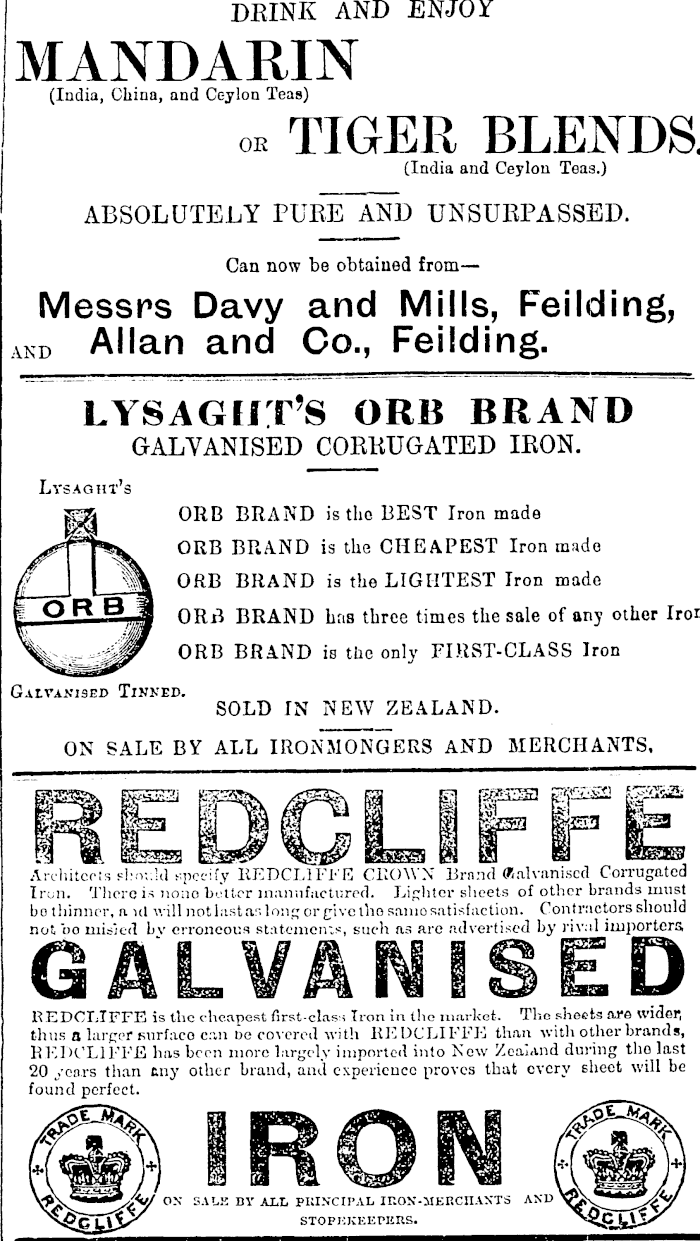 DRINK AND ENJOY
MANDARIN
(India, China, and Ceylon Teas)
OR TIGER BLENDS.
(India and Ceylon Teas.)
ABSOLUTELY PURE AND UNSURPASSED.
Can now be obtained from—
Messrs Davy and Mills, Feilding,
AND Allan and Co., Feilding.
LYSAGHT'S ORB BRAND
GALVANISED CORRUGATED IRON.
LYSAGHT'S
ORB
GALVANISED TINNED.
ORB BRAND is the BEST Iron made
ORB BRAND is the CHEAPEST Iron made
ORB BRAND is the LIGHTEST Iron made
ORB BRAND has three times the sale of any other Iron
ORB BRAND is the only FIRST-CLASS Iron
SOLD IN NEW ZEALAND.
ON SALE BY ALL IRONMONGERS AND MERCHANTS,
REDCLIFFE
Architects should specify REDCLIFFE CROWN Brand Galvanised Corrugated
Iron. There is none better manufactured. Lighter sheets of other brands must
be thinner, and will not last as long or give the same satisfaction. Contractors should
not be misled by erroneous statements, such as are advertised by rival importers
GALVANISED
REDCLIFFE is the cheapest first-class Iron in the market. The sheets are wider,
thus a larger surface can be covered with REDCLIFFE than with other brands,
REDCLIFFE has been more largely imported into New Zealand during the last
20 years than any other brand, and experience proves that every sheet will be
found perfect.
TRADE MARK
REDCLIFFE
IRON
TRADE MARK
REDCLIFFE
ON SALE BY ALL PRINCIPAL IRON-MERCHANTS AND
STOPEKEEPERS.